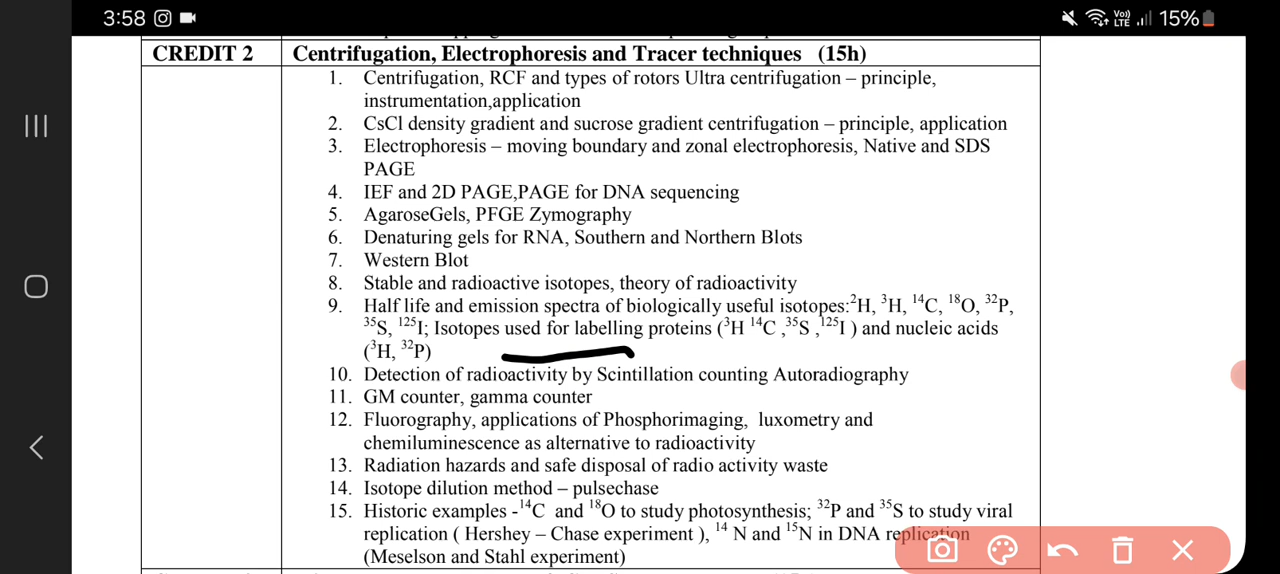 3:58
Vo))
LTE
15%
CREDIT 2
Centrifugation, Electrophoresis and Tracer techniques (15h)
1. Centrifugation, RCF and types of rotors Ultra centrifugation – principle,
instrumentation,application
2. CsCl density gradient and sucrose gradient centrifugation – principle, application
3. Electrophoresis – moving boundary and zonal electrophoresis, Native and SDS
PAGE
4. IEF and 2D PAGE,PAGE for DNA sequencing
5. AgaroseGels, PFGE Zymography
6. Denaturing gels for RNA, Southern and Northern Blots
7. Western Blot
8. Stable and radioactive isotopes, theory of radioactivity
9. Half life and emission spectra of biologically useful isotopes:²H, ³H, ¹⁴C, ¹⁸O, ³²P,
³⁵S, ¹²⁵I; Isotopes used for labelling proteins (³H ¹⁴C ,³⁵S ,¹²⁵I ) and nucleic acids
(³H, ³²P)
10. Detection of radioactivity by Scintillation counting Autoradiography
11. GM counter, gamma counter
12. Fluorography, applications of Phosphorimaging, luxometry and
chemiluminescence as alternative to radioactivity
13. Radiation hazards and safe disposal of radio activity waste
14. Isotope dilution method – pulsechase
15. Historic examples -¹⁴C and ¹⁸O to study photosynthesis; ³²P and ³⁵S to study viral
replication ( Hershey – Chase experiment ), ¹⁴ N and ¹⁵N in DNA replication
(Meselson and Stahl experiment)